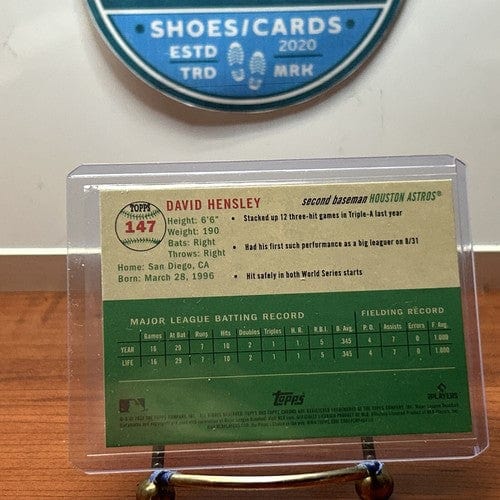 • SHOES/CARDS •
ESTD 2020
TRD MRK
TOPPS
147
DAVID HENSLEY
second baseman HOUSTON ASTROS®
Height: 6'6"
Weight: 190
Bats: Right
Throws: Right
Home: San Diego, CA
Born: March 28, 1996
• Stacked up 12 three-hit games in Triple-A last year
• Had his first such performance as a big leaguer on 8/31
• Hit safely in both World Series starts
MAJOR LEAGUE BATTING RECORD
FIELDING RECORD
Games At Bat Runs Hits Doubles Triples H.R. R.B.I. B. Avg. P.O. Assists Errors F. Avg.
YEAR 16 29 7 10 2 1 1 5 .345 4 7 0 1.000
LIFE 16 29 7 10 2 1 1 5 .345 4 7 0 1.000
Topps
PLAYERS